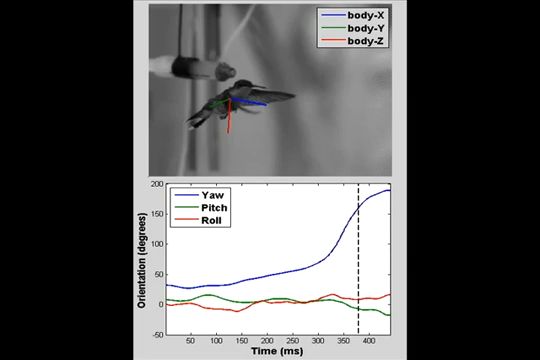 body-X
body-Y
body-Z
200
150
100
50
0
-50
Orientation (degrees)
Yaw
Pitch
Roll
50 100 150 200 250 300 350 400
Time (ms)